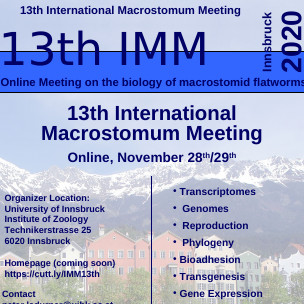 13th International Macrostomum Meeting
13th IMM
Innsbruck
2020
Online Meeting on the biology of macrostomid flatworms
13th International
Macrostomum Meeting
Online, November 28th/29th
Organizer Location:
University of Innsbruck
Institute of Zoology
Technikerstrasse 25
6020 Innsbruck
Homepage (coming soon)
https://cutt.ly/IMM13th
Contact
• Transcriptomes
• Genomes
• Reproduction
• Phylogeny
• Bioadhesion
• Transgenesis
• Gene Expression